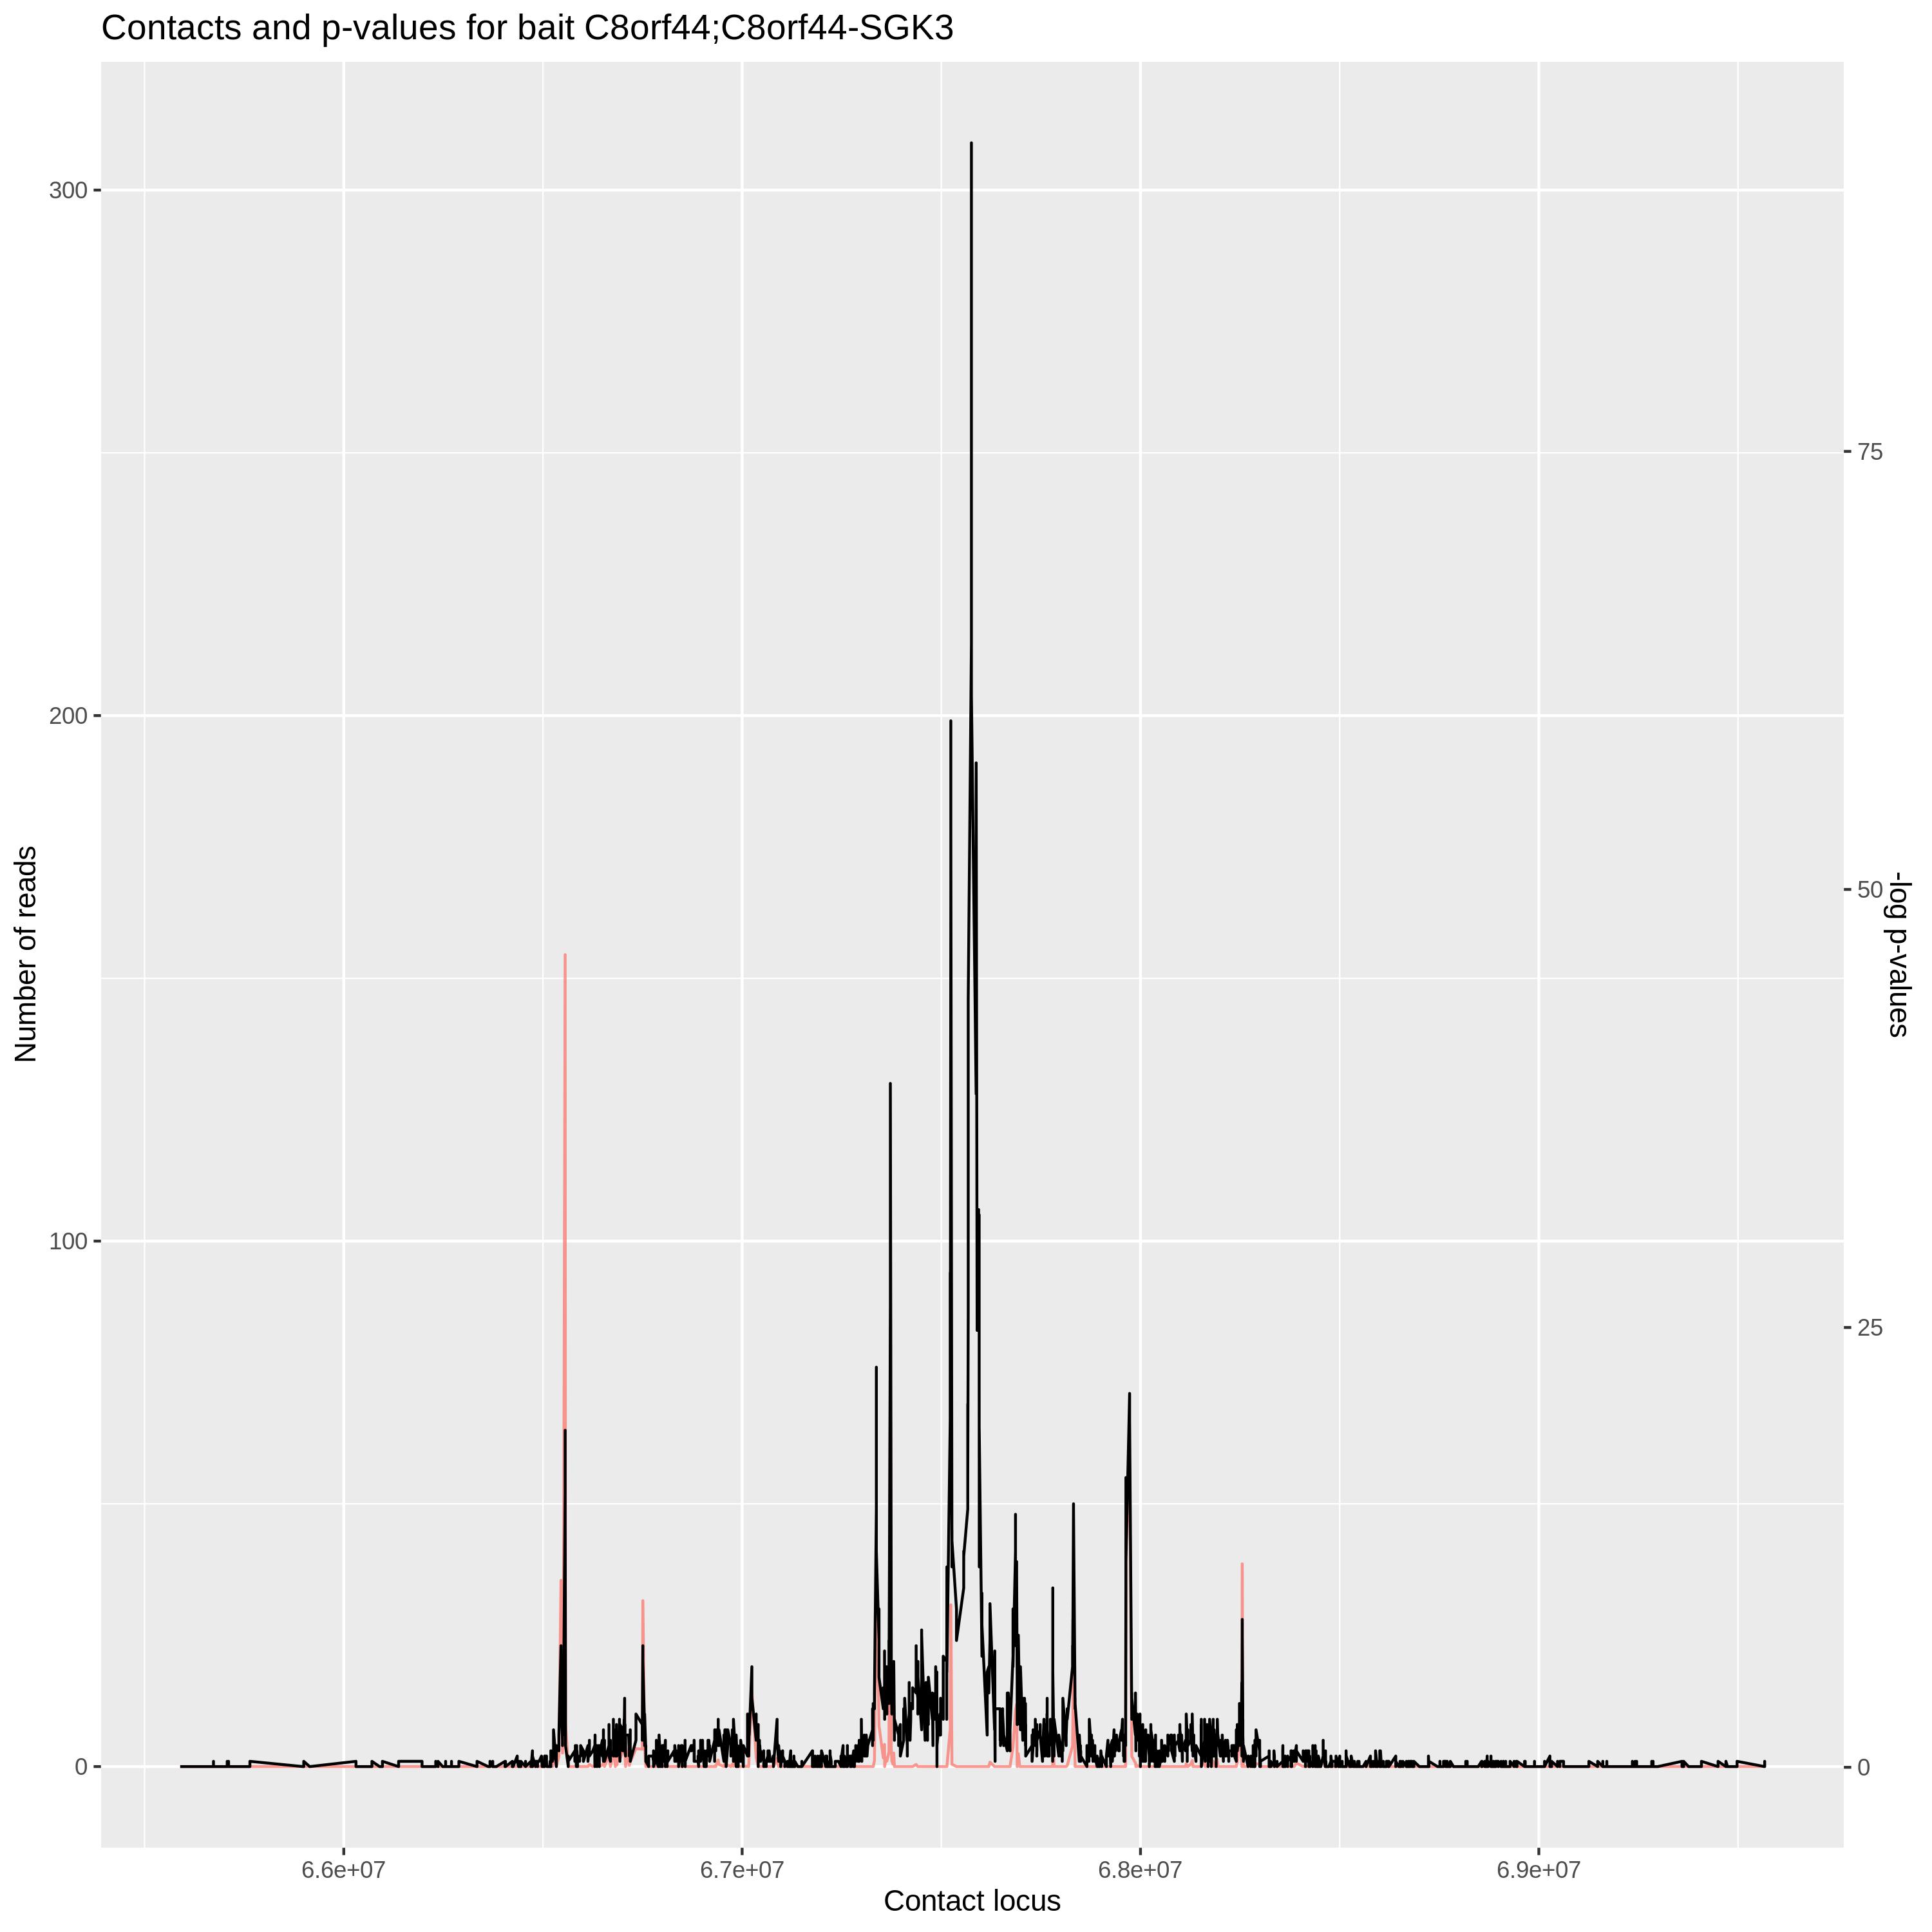 Contacts and p-values for bait C8orf44;C8orf44-SGK3
300
200
100
0
Number of reads
75
50
25
0
-log p-values
6.6e+07
6.7e+07
6.8e+07
6.9e+07
Contact locus